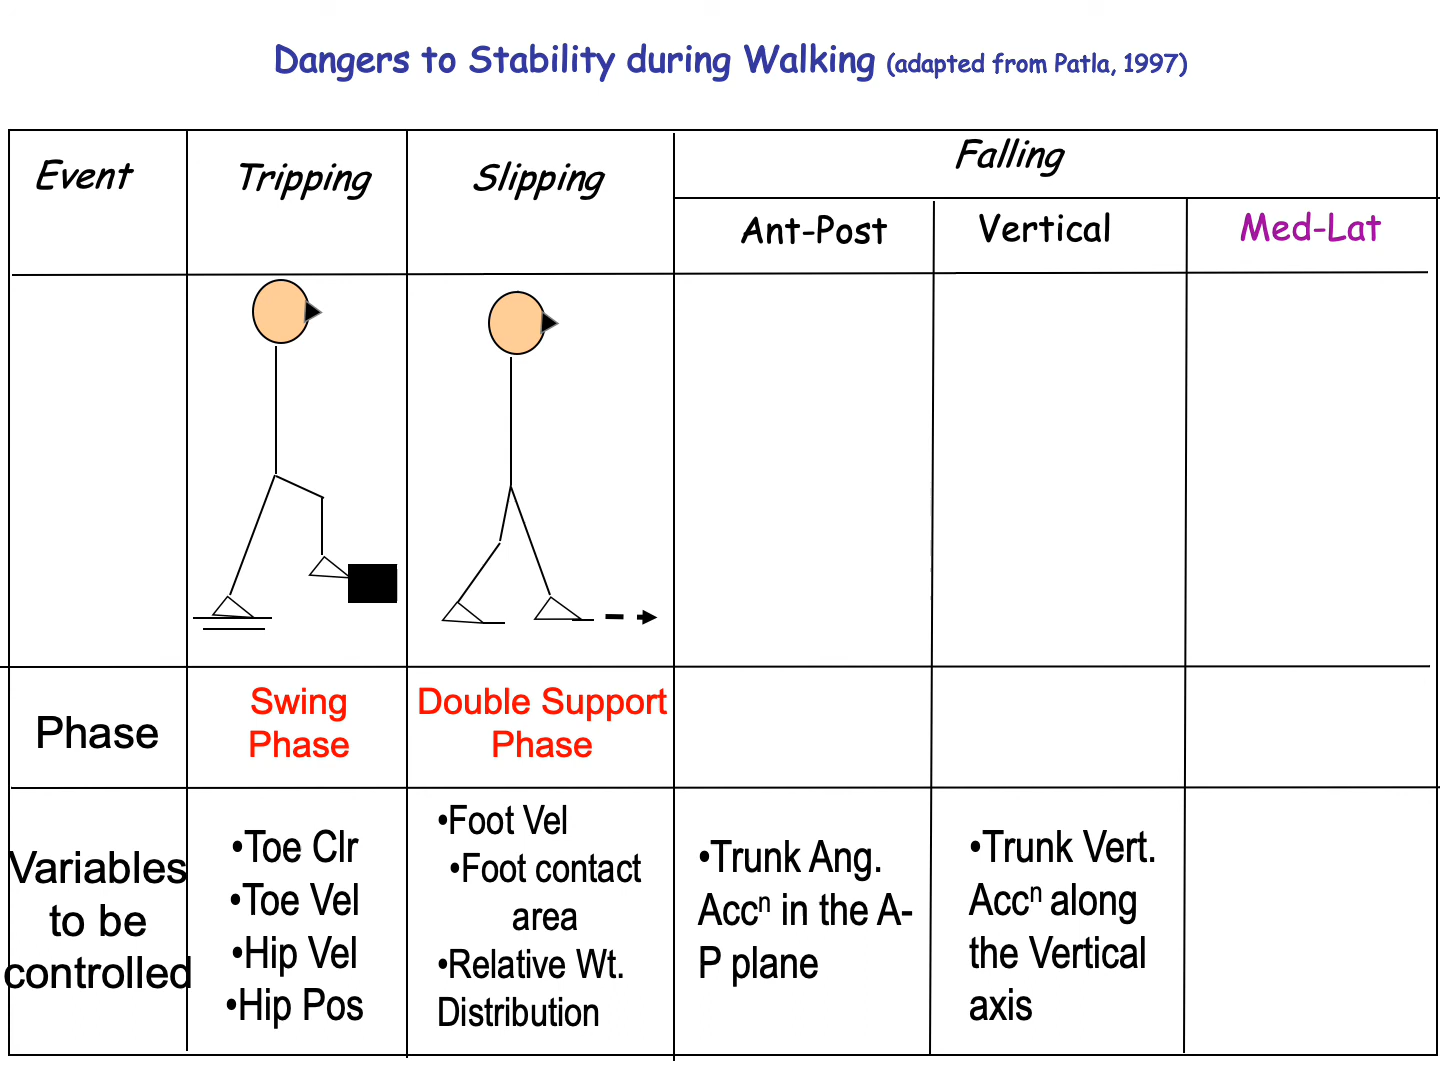 Dangers to Stability during Walking (adapted from Patla, 1997)
Event
Tripping
Slipping
Falling
Ant-Post
Vertical
Med-Lat
Phase
Swing
Phase
Double Support
Phase
Variables
to be
controlled
•Toe Clr
•Toe Vel
•Hip Vel
•Hip Pos
•Foot Vel
•Foot contact
area
•Relative Wt.
Distribution
•Trunk Ang.
Accⁿ in the A-
P plane
•Trunk Vert.
Accⁿ along
the Vertical
axis